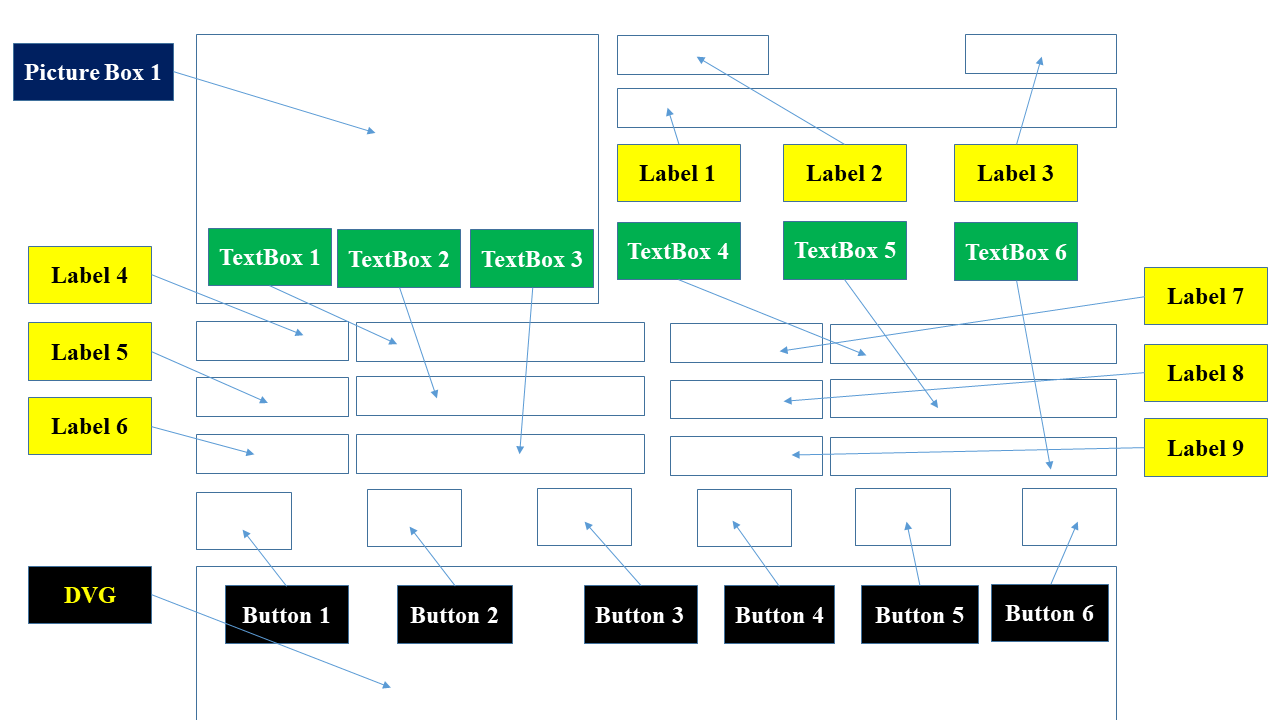 Picture Box 1
Label 1
Label 2
Label 3
TextBox 1
TextBox 2
TextBox 3
TextBox 4
TextBox 5
TextBox 6
Label 4
Label 7
Label 5
Label 8
Label 6
Label 9
DVG
Button 1
Button 2
Button 3
Button 4
Button 5
Button 6